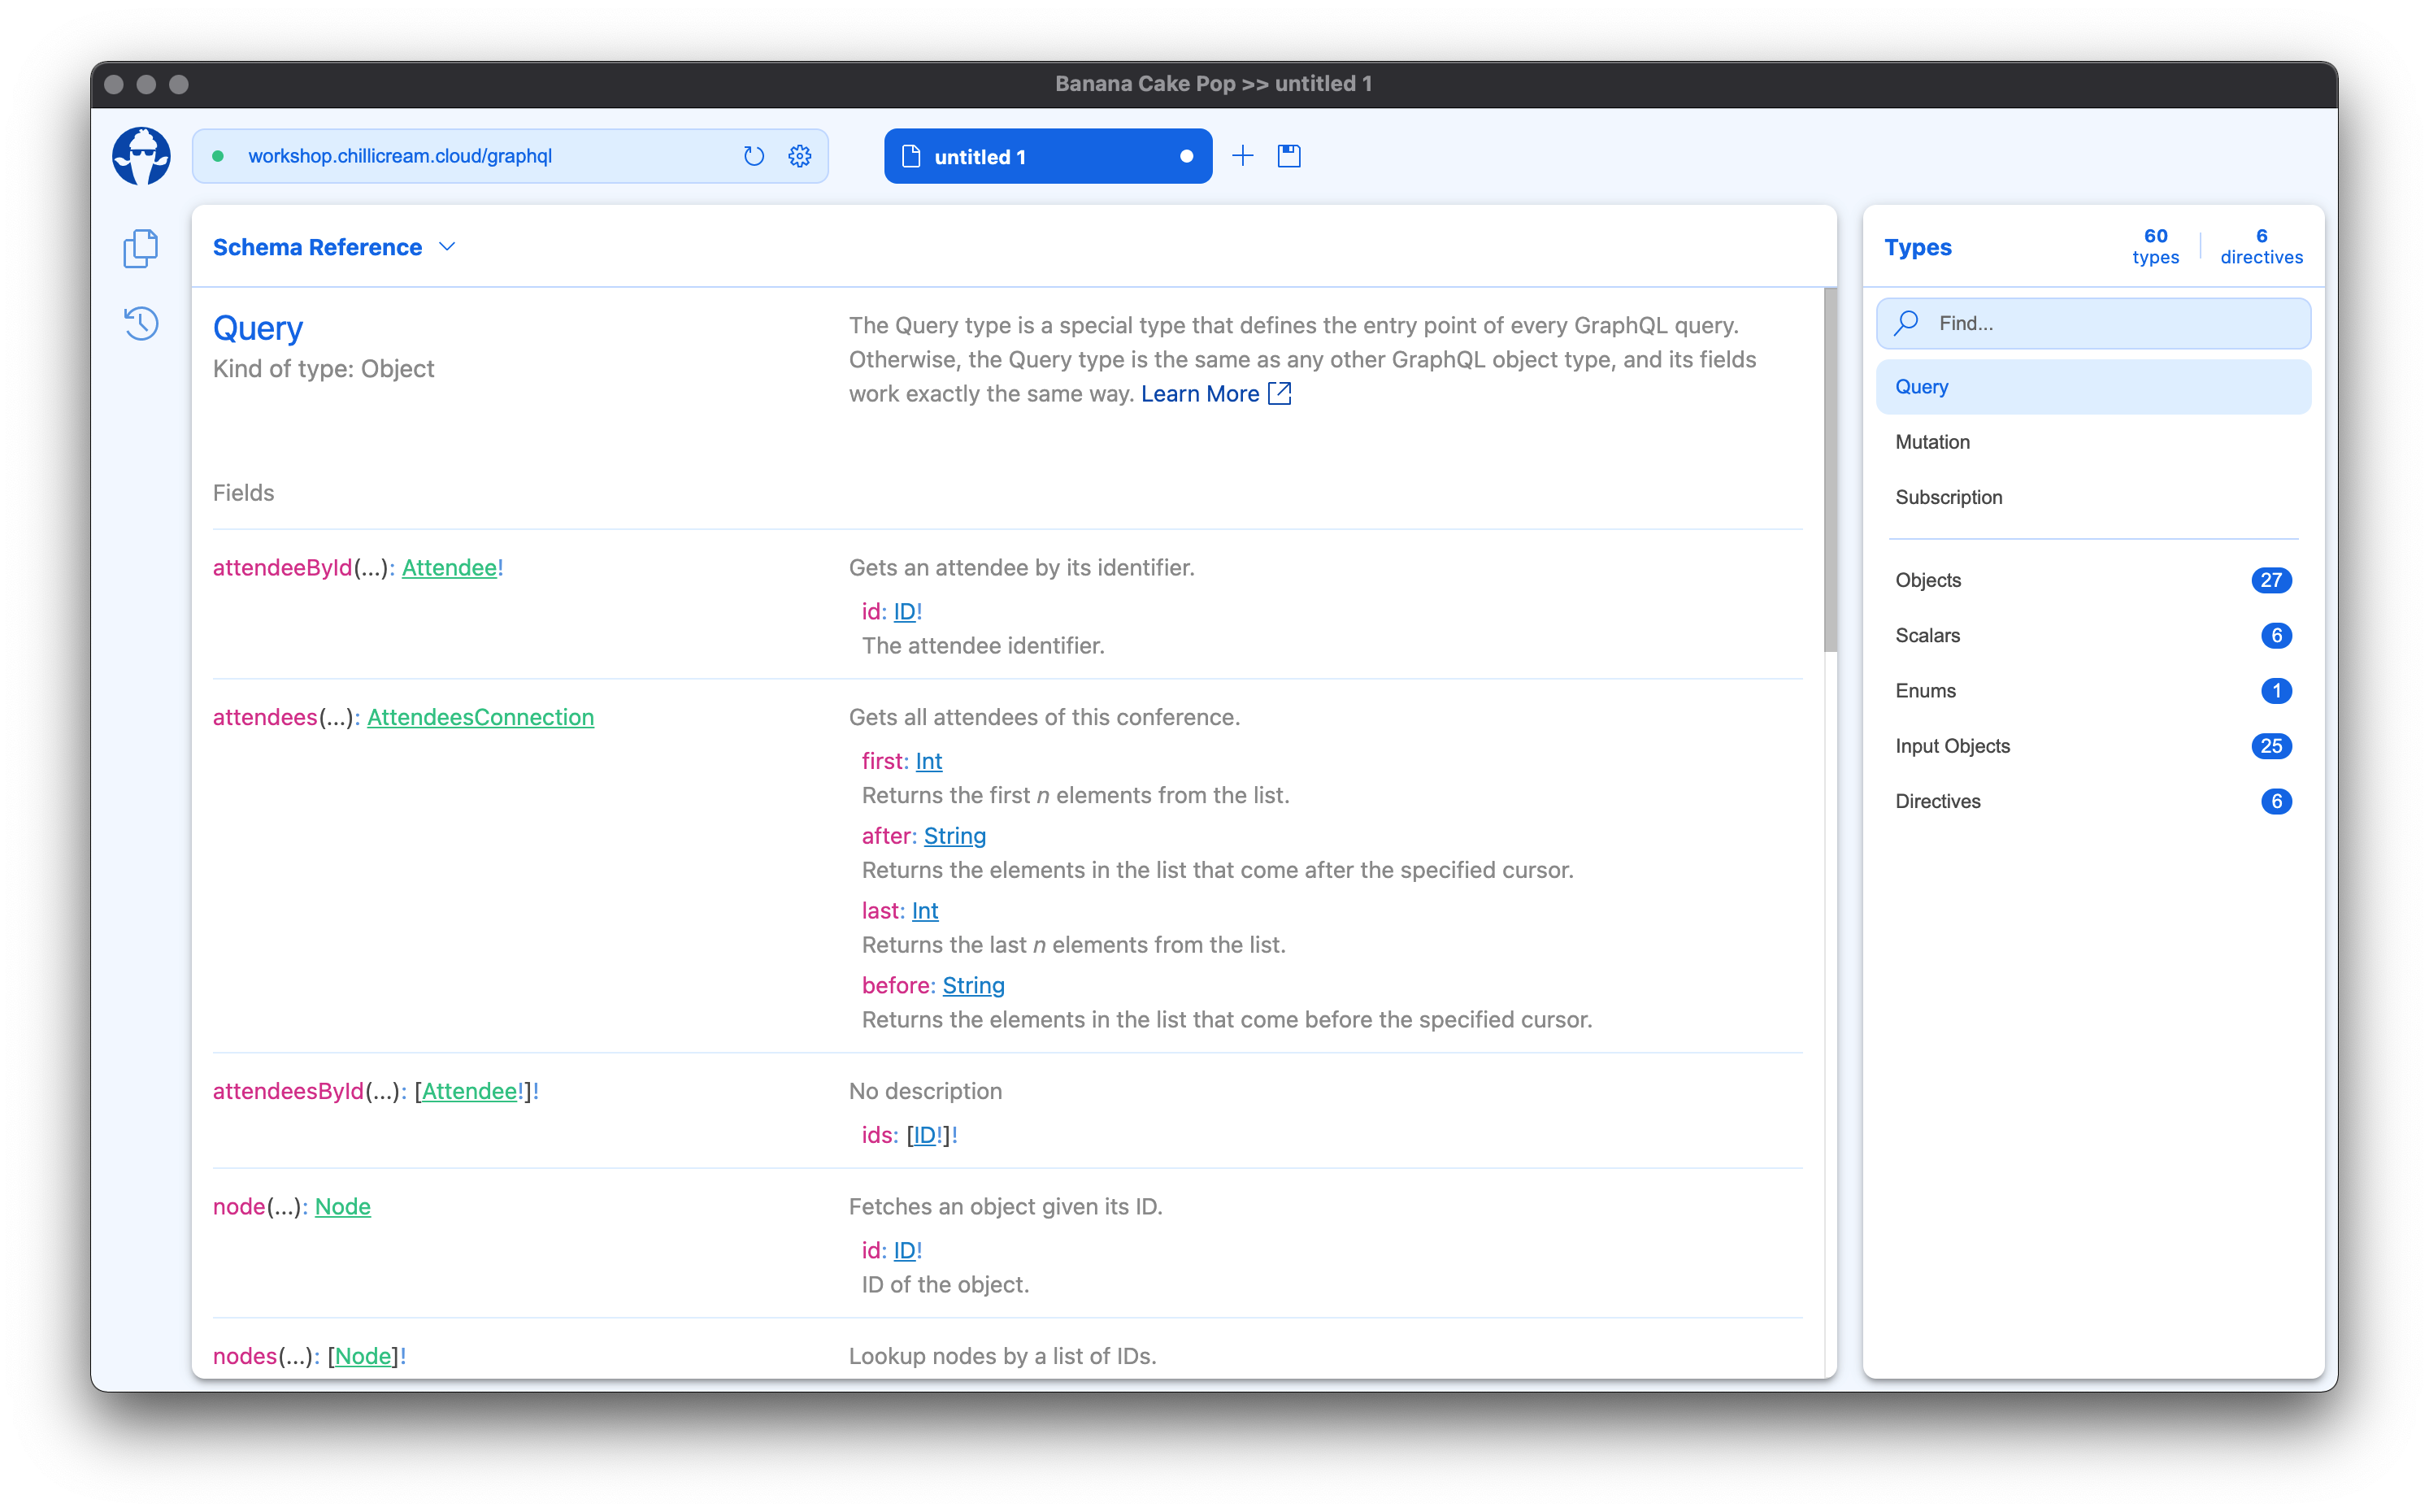 Banana Cake Pop >> untitled 1
workshop.chillicream.cloud/graphql
untitled 1
Schema Reference
Query
Kind of type: Object
The Query type is a special type that defines the entry point of every GraphQL query.
Otherwise, the Query type is the same as any other GraphQL object type, and its fields
work exactly the same way. Learn More
Fields
attendeeById(...): Attendee!
Gets an attendee by its identifier.
id: ID!
The attendee identifier.
attendees(...): AttendeesConnection
Gets all attendees of this conference.
first: Int
Returns the first n elements from the list.
after: String
Returns the elements in the list that come after the specified cursor.
last: Int
Returns the last n elements from the list.
before: String
Returns the elements in the list that come before the specified cursor.
attendeesById(...): [Attendee!]!
No description
ids: [ID!]!
node(...): Node
Fetches an object given its ID.
id: ID!
ID of the object.
nodes(...): [Node]!
Lookup nodes by a list of IDs.
Types
60
types
6
directives
Find...
Query
Mutation
Subscription
Objects 27
Scalars 6
Enums 1
Input Objects 25
Directives 6